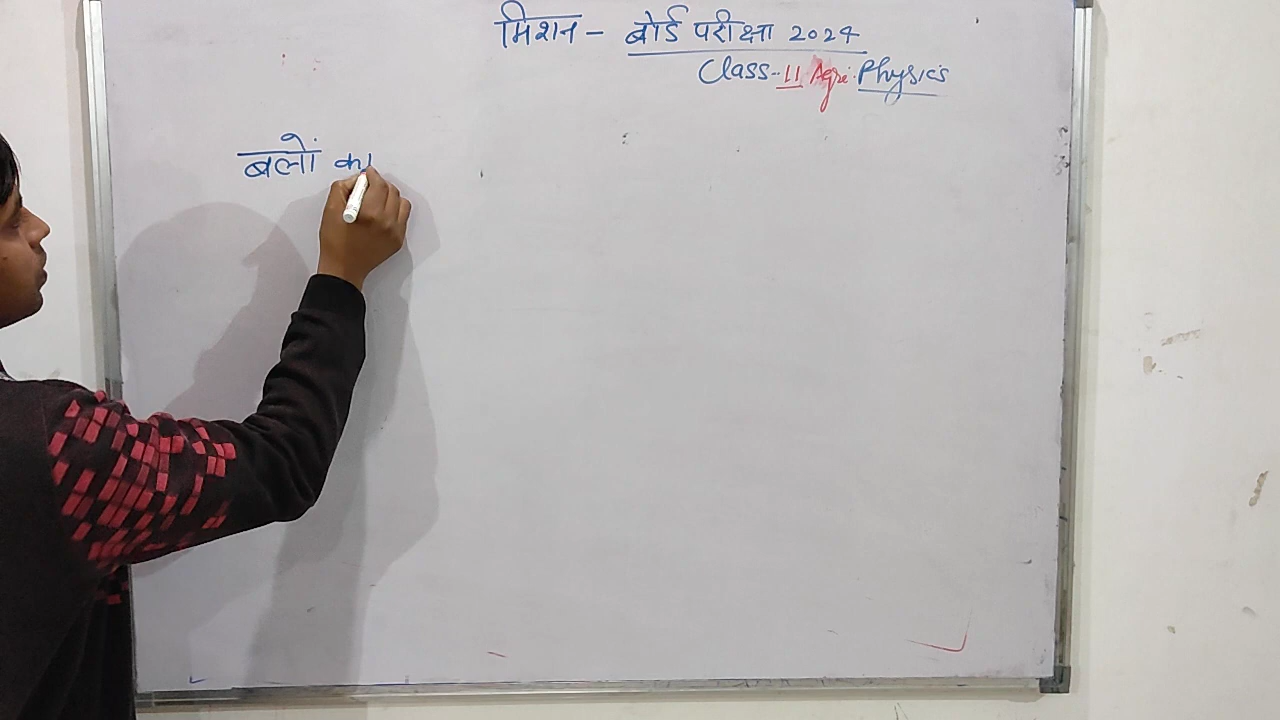 मिशन - बोर्ड परीक्षा 2024
Class-11 Agri. Physics
बलों का